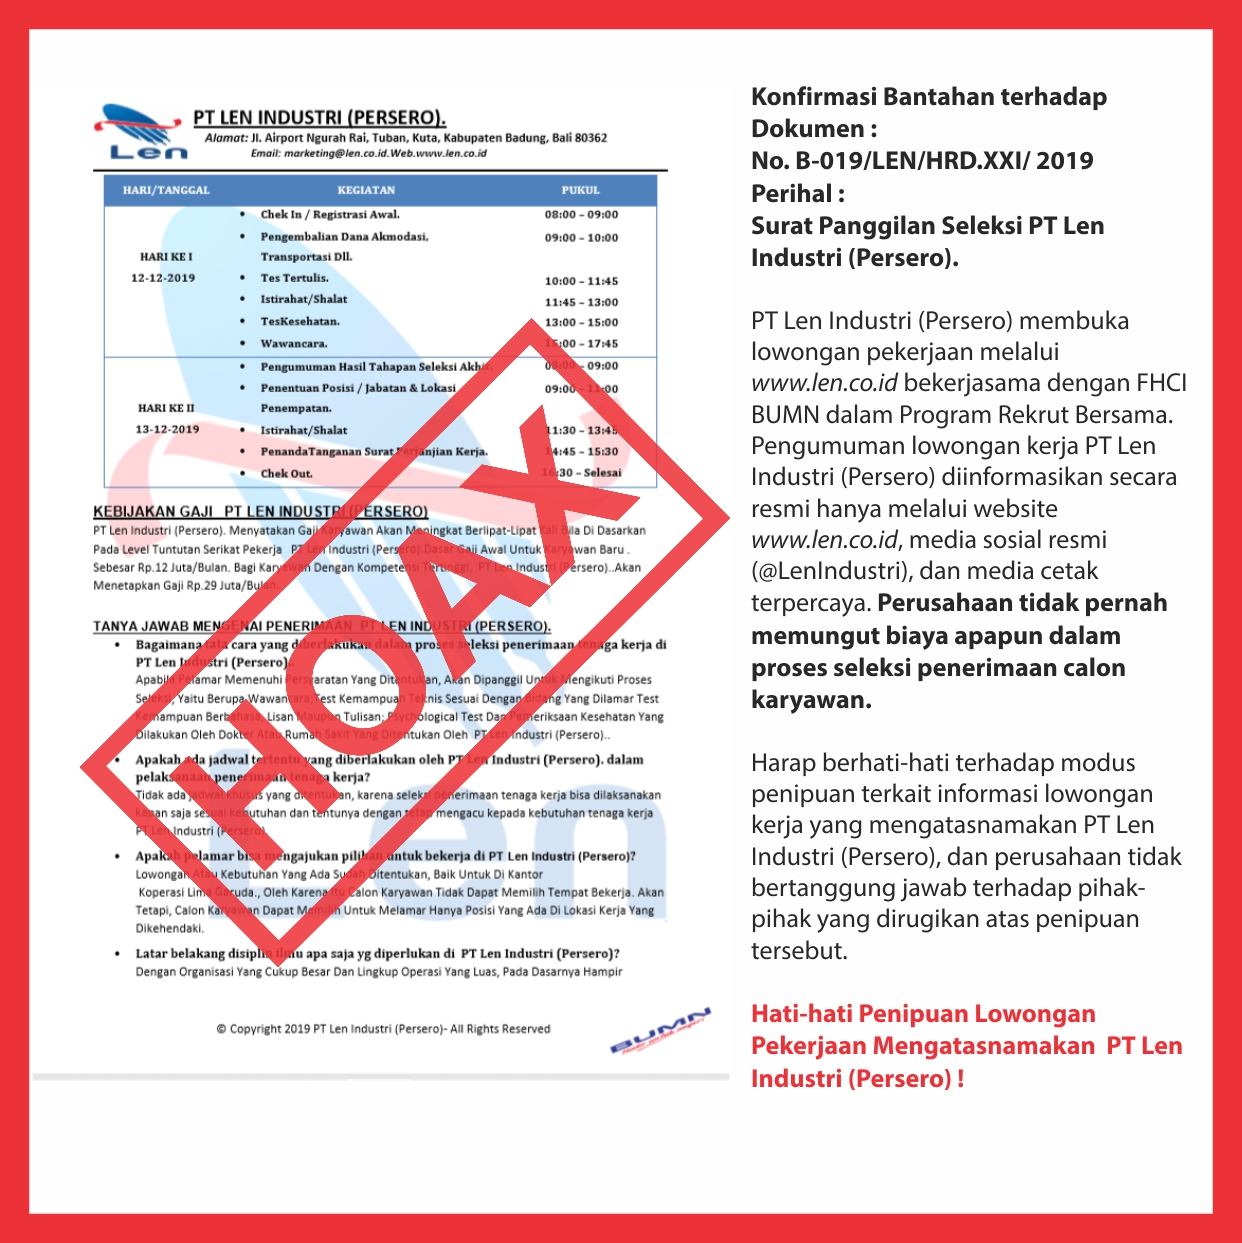 Len
PT LEN INDUSTRI (PERSERO).
Alamat: Jl. Airport Ngurah Rai, Tuban, Kuta, Kabupaten Badung, Bali 80362
Email: marketing@len.co.id.Web.www.len.co.id
HARI/TANGGAL KEGIATAN PUKUL
HARI KE I
12-12-2019
• Chek In / Registrasi Awal. 08:00 – 09:00
• Pengembalian Dana Akmodasi, 09:00 – 10:00
Transportasi Dll.
• Tes Tertulis. 10:00 – 11:45
• Istirahat/Shalat 11:45 – 13:00
• TesKesehatan. 13:00 – 15:00
• Wawancara. 15:00 – 17:45
HARI KE II
13-12-2019
• Pengumuman Hasil Tahapan Seleksi Akhir. 08:00 – 09:00
• Penentuan Posisi / Jabatan & Lokasi 09:00 – 11:00
Penempatan.
• Istirahat/Shalat 11:30 – 13:45
• PenandaTanganan Surat Perjanjian Kerja. 14:45 – 15:30
• Chek Out. 16:30 – Selesai
KEBIJAKAN GAJI PT LEN INDUSTRI (PERSERO)
PT Len Industri (Persero). Menyatakan Gaji Karyawan Akan Meningkat Berlipat-Lipat Kali Bila Di Dasarkan
Pada Level Tuntutan Serikat Pekerja PT Len Industri (Persero) Dasar Gaji Awal Untuk Karyawan Baru .
Sebesar Rp.12 Juta/Bulan. Bagi Karyawan Dengan Kompetensi Tertinggi, PT Len Industri (Persero)..Akan
Menetapkan Gaji Rp.29 Juta/Bulan.
TANYA JAWAB MENGENAI PENERIMAAN PT LEN INDUSTRI (PERSERO).
• Bagaimana tata cara yang diberlakukan dalam proses seleksi penerimaan tenaga kerja di
PT Len Industri (Persero).
Apabila Pelamar Memenuhi Persyaratan Yang Ditentukan, Akan Dipanggil Untuk Mengikuti Proses
Seleksi, Yaitu Berupa Wawancara,Test Kemampuan Teknis Sesuai Dengan Bidang Yang Dilamar Test
Kemampuan Berbahasa, Lisan Maupun Tulisan; Psychological Test Dan Pemeriksaan Kesehatan Yang
Dilakukan Oleh Dokter Atau Rumah Sakit Yang Ditentukan Oleh PT Len Industri (Persero)..
• Apakah ada jadwal tertentu yang diberlakukan oleh PT Len Industri (Persero). dalam
pelaksanaan penerimaan tenaga kerja?
Tidak ada jadwal khusus yang ditentukan, karena seleksi penerimaan tenaga kerja bisa dilaksanakan
kapan saja sesuai kebutuhan dan tentunya dengan tetap mengacu kepada kebutuhan tenaga kerja
PT Len Industri (Persero).
• Apakah pelamar bisa mengajukan pilihan untuk bekerja di PT Len Industri (Persero)?
Lowongan Atau Kebutuhan Yang Ada Sudah Ditentukan, Baik Untuk Di Kantor
Koperasi Lima Garuda., Oleh Karena Itu Calon Karyawan Tidak Dapat Memilih Tempat Bekerja. Akan
Tetapi, Calon Karyawan Dapat Memilih Untuk Melamar Hanya Posisi Yang Ada Di Lokasi Kerja Yang
Dikehendaki.
• Latar belakang disiplin ilmu apa saja yg diperlukan di PT Len Industri (Persero)?
Dengan Organisasi Yang Cukup Besar Dan Lingkup Operasi Yang Luas, Pada Dasarnya Hampir
© Copyright 2019 PT Len Industri (Persero)- All Rights Reserved
BUMN
Len
HOAX
Konfirmasi Bantahan terhadap
Dokumen :
No. B-019/LEN/HRD.XXI/ 2019
Perihal :
Surat Panggilan Seleksi PT Len
Industri (Persero).
PT Len Industri (Persero) membuka
lowongan pekerjaan melalui
www.len.co.id bekerjasama dengan FHCI
BUMN dalam Program Rekrut Bersama.
Pengumuman lowongan kerja PT Len
Industri (Persero) diinformasikan secara
resmi hanya melalui website
www.len.co.id, media sosial resmi
(@LenIndustri), dan media cetak
terpercaya. Perusahaan tidak pernah
memungut biaya apapun dalam
proses seleksi penerimaan calon
karyawan.
Harap berhati-hati terhadap modus
penipuan terkait informasi lowongan
kerja yang mengatasnamakan PT Len
Industri (Persero), dan perusahaan tidak
bertanggung jawab terhadap pihak-
pihak yang dirugikan atas penipuan
tersebut.
Hati-hati Penipuan Lowongan
Pekerjaan Mengatasnamakan PT Len
Industri (Persero) !